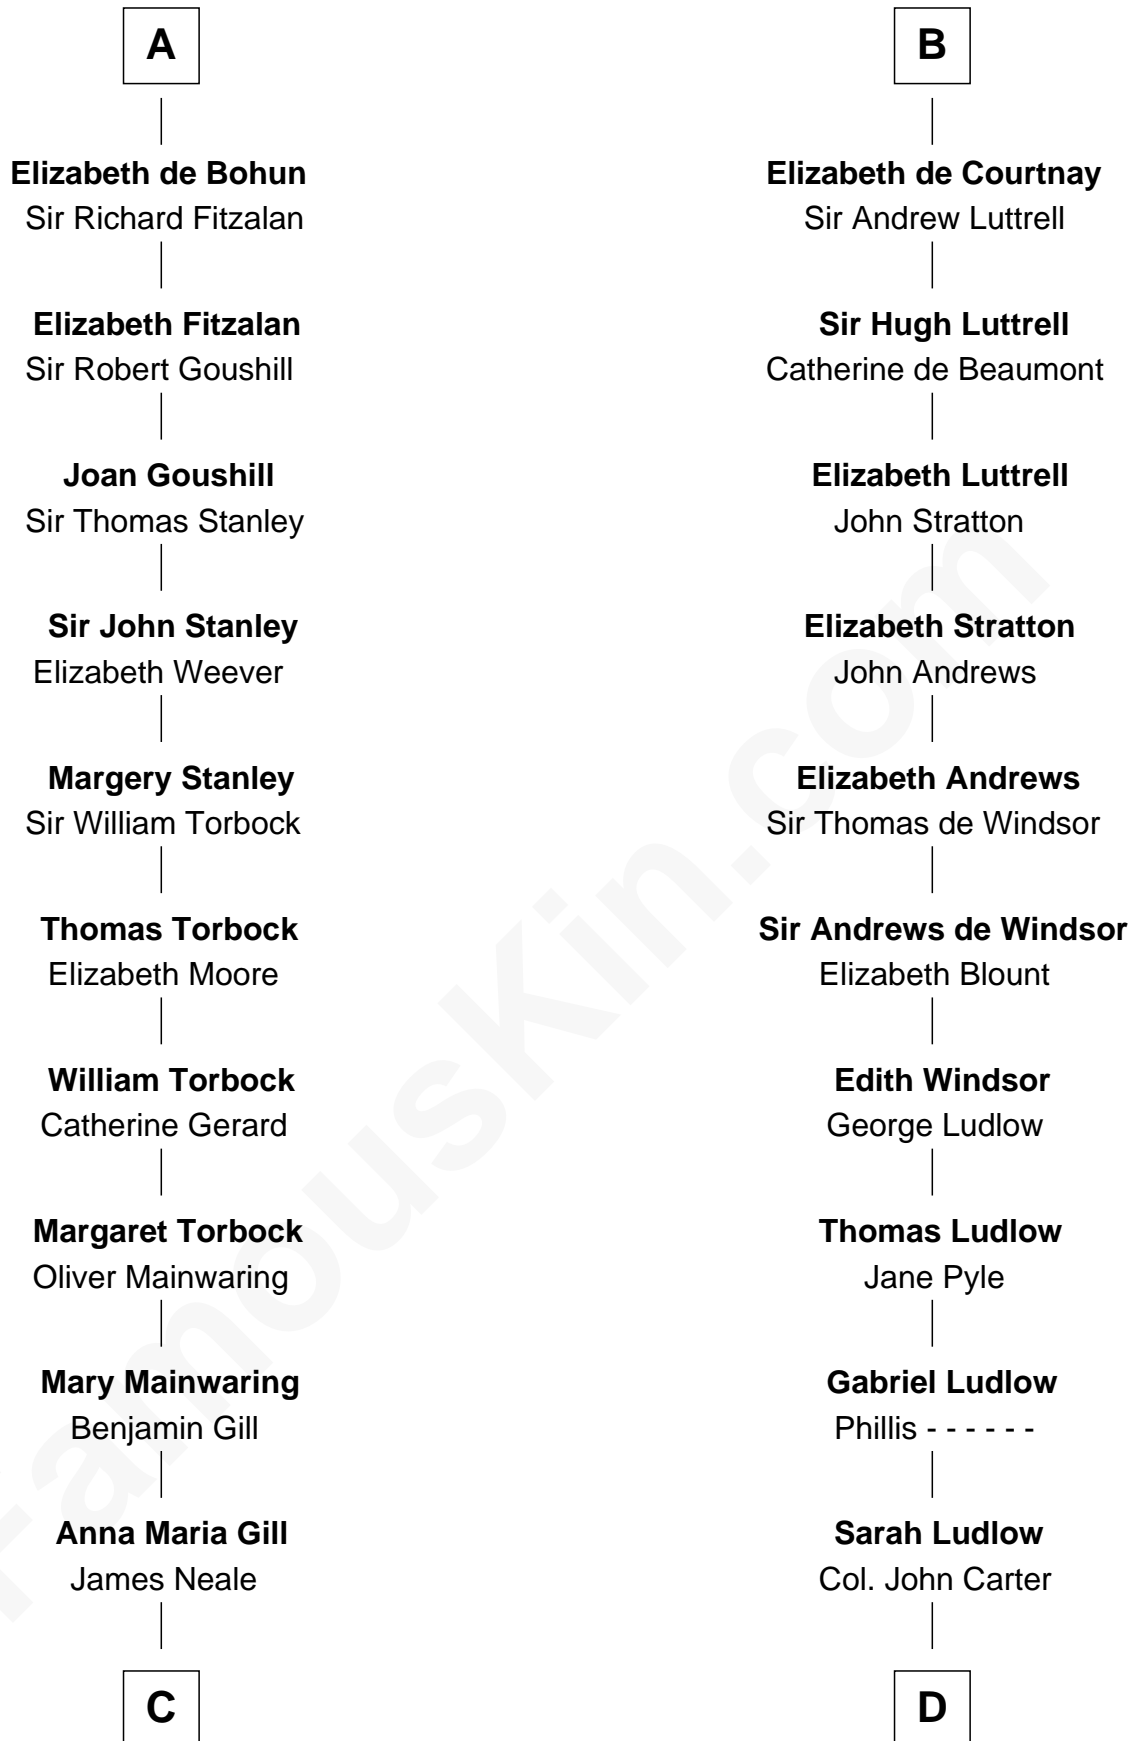 A
Elizabeth de Bohun
Sir Richard Fitzalan
Elizabeth Fitzalan
Sir Robert Goushill
Joan Goushill
Sir Thomas Stanley
Sir John Stanley
Elizabeth Weever
Margery Stanley
Sir William Torbock
Thomas Torbock
Elizabeth Moore
William Torbock
Catherine Gerard
Margaret Torbock
Oliver Mainwaring
Mary Mainwaring
Benjamin Gill
Anna Maria Gill
James Neale
C
B
Elizabeth de Courtnay
Sir Andrew Luttrell
Sir Hugh Luttrell
Catherine de Beaumont
Elizabeth Luttrell
John Stratton
Elizabeth Stratton
John Andrews
Elizabeth Andrews
Sir Thomas de Windsor
Sir Andrews de Windsor
Elizabeth Blount
Edith Windsor
George Ludlow
Thomas Ludlow
Jane Pyle
Gabriel Ludlow
Phillis - - - - - -
Sarah Ludlow
Col. John Carter
D
FamousKin.com